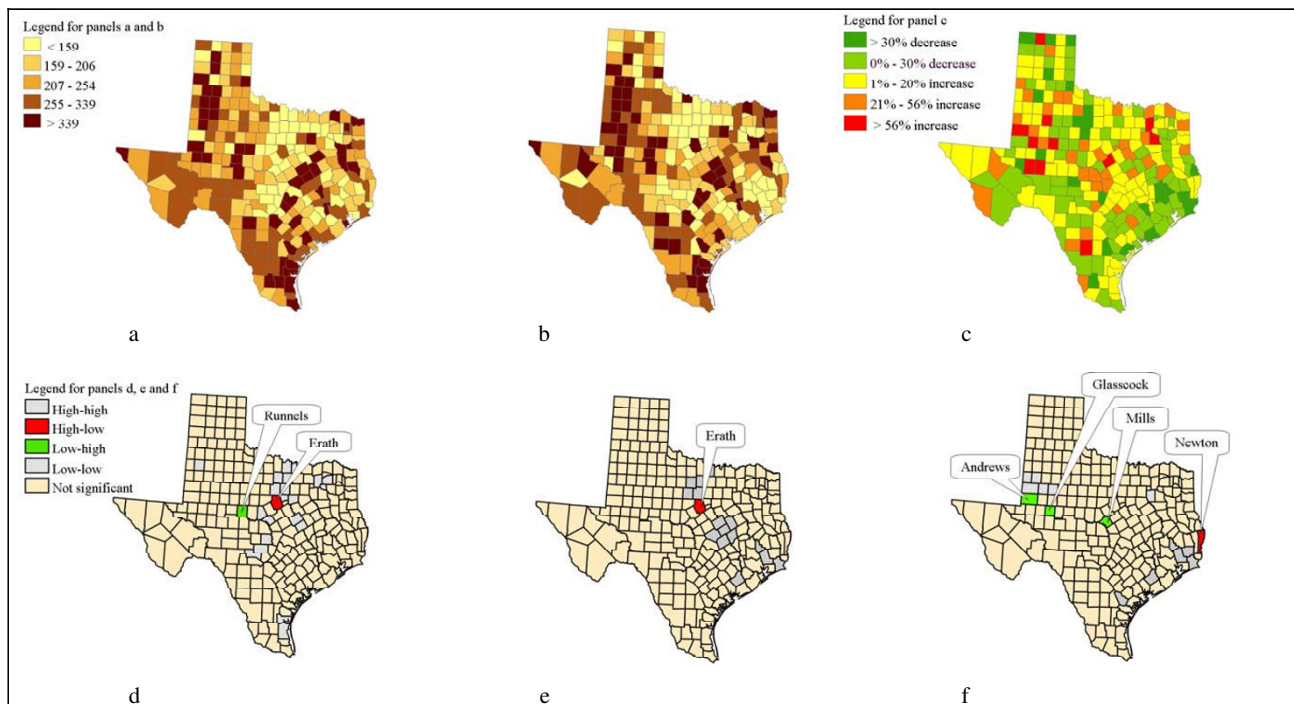 Legend for panels a and b
< 159
159 - 206
207 - 254
255 - 339
> 339
Legend for panel c
> 30% decrease
0% - 30% decrease
1% - 20% increase
21% - 56% increase
> 56% increase
a
b
c
Legend for panels d, e and f
High-high
High-low
Low-high
Low-low
Not significant
Runnels
Erath
Erath
Glasscock
Mills
Andrews
Newton
d
e
f